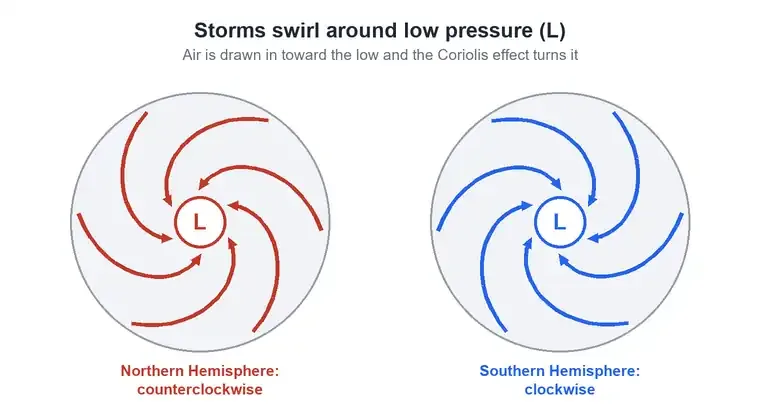 Storms swirl around low pressure (L)
Air is drawn in toward the low and the Coriolis effect turns it
L
L
Northern Hemisphere:
counterclockwise
Southern Hemisphere:
clockwise